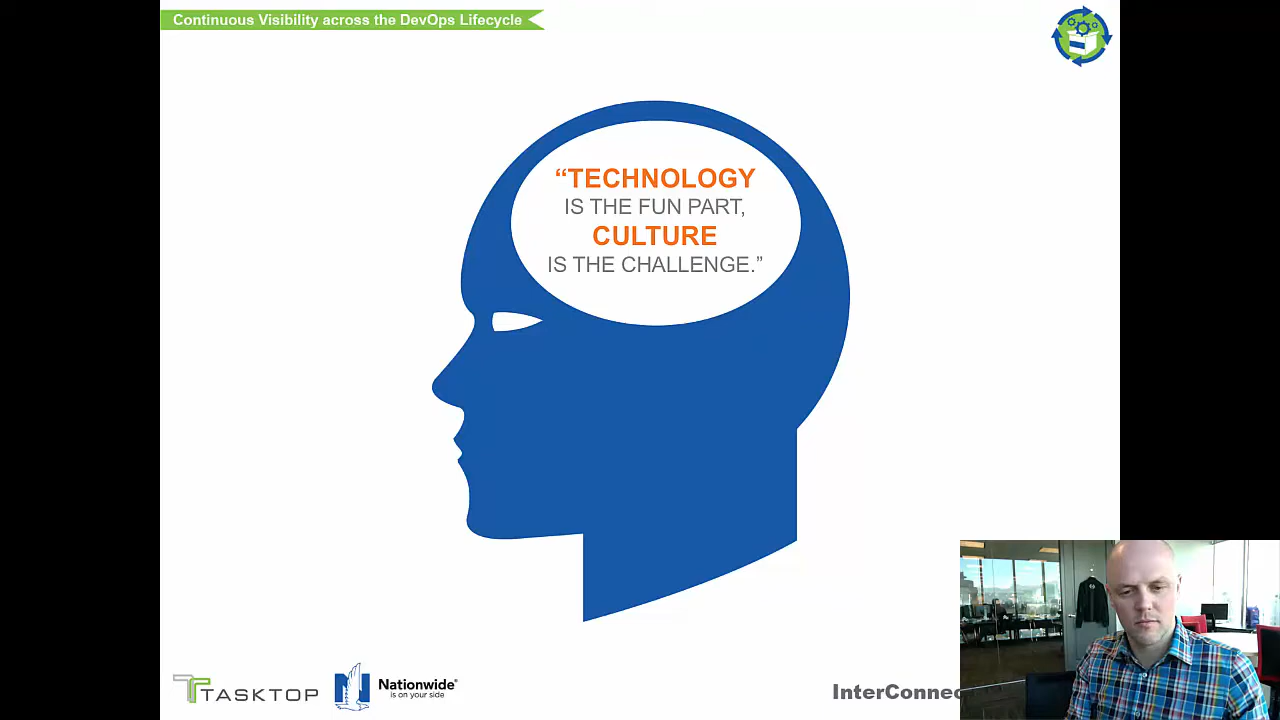 Continuous Visibility across the DevOps Lifecycle
“TECHNOLOGY
IS THE FUN PART,
CULTURE
IS THE CHALLENGE.”
TASKTOP
Nationwide®
is on your side
InterConnec